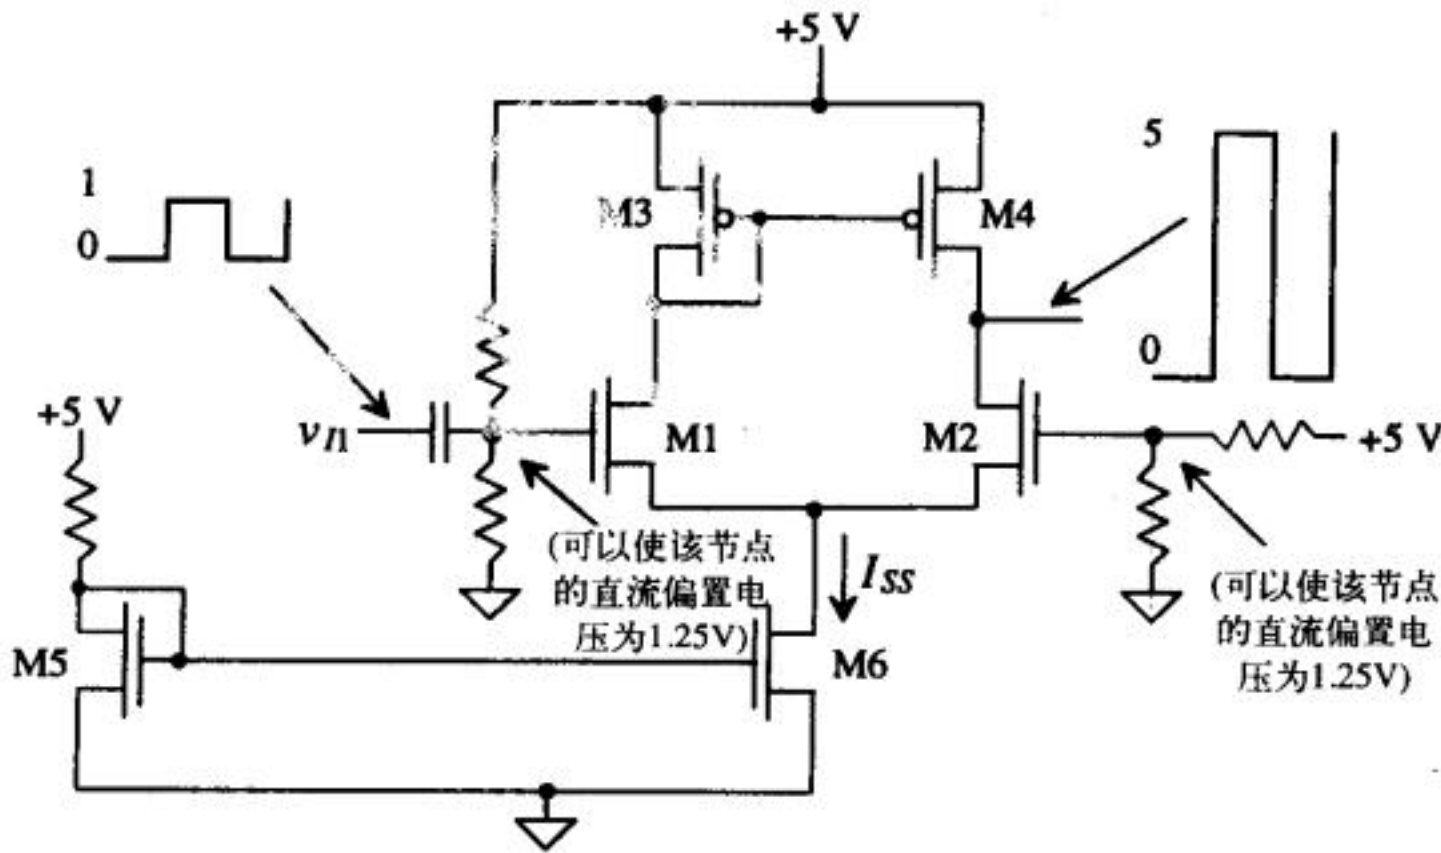 +5 V
1
0
M3
M4
5
0
+5 V
v_{I1}
M1
M2
+5 V
(可以使该节点
的直流偏置电
压为1.25V)
I_{SS}
(可以使该节点
的直流偏置电
压为1.25V)
M5
M6